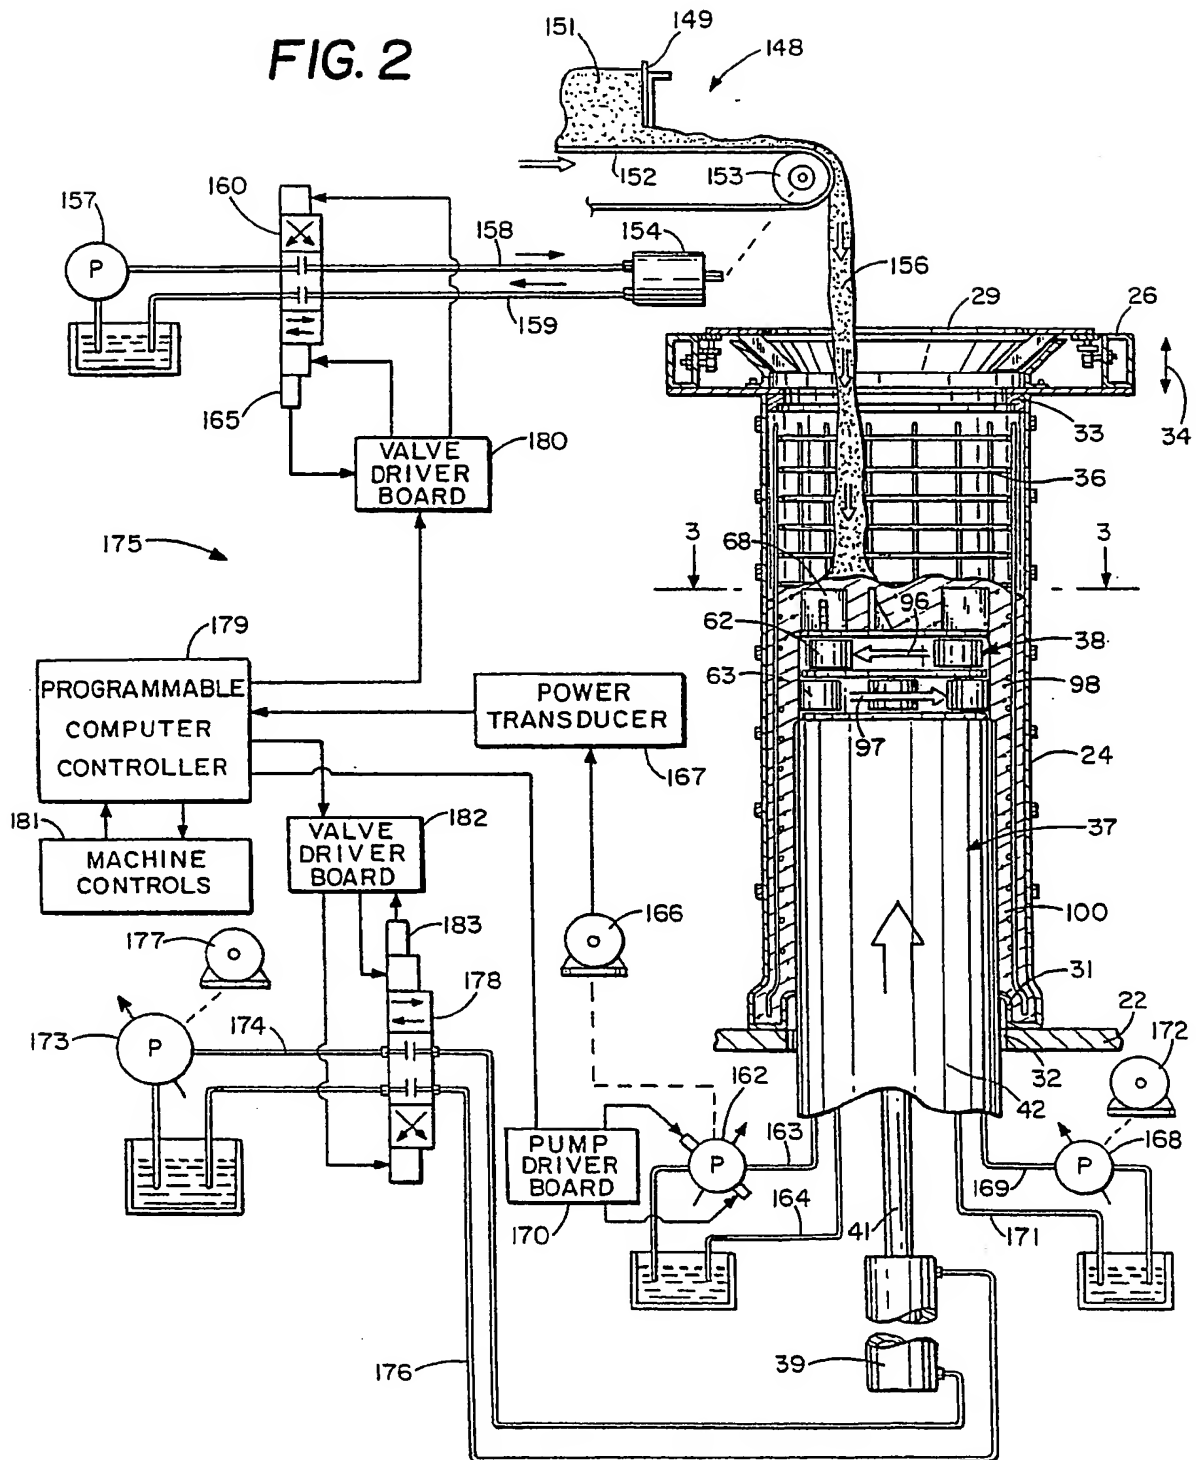 FIG. 2
151
149
148
152
153
160
157
P
158
154
156
159
29
26
165
33
34
VALVE
DRIVER
BOARD
180
36
175
3
3
68
96
62
38
179
63
98
PROGRAMMABLE
COMPUTER
CONTROLLER
POWER
TRANSDUCER
97
167
24
181
VALVE
DRIVER
BOARD
182
37
MACHINE
CONTROLS
183
166
100
177
178
31
173
P
174
22
32
172
162
42
PUMP
DRIVER
BOARD
P
163
P
168
169
170
164
41
171
176
39